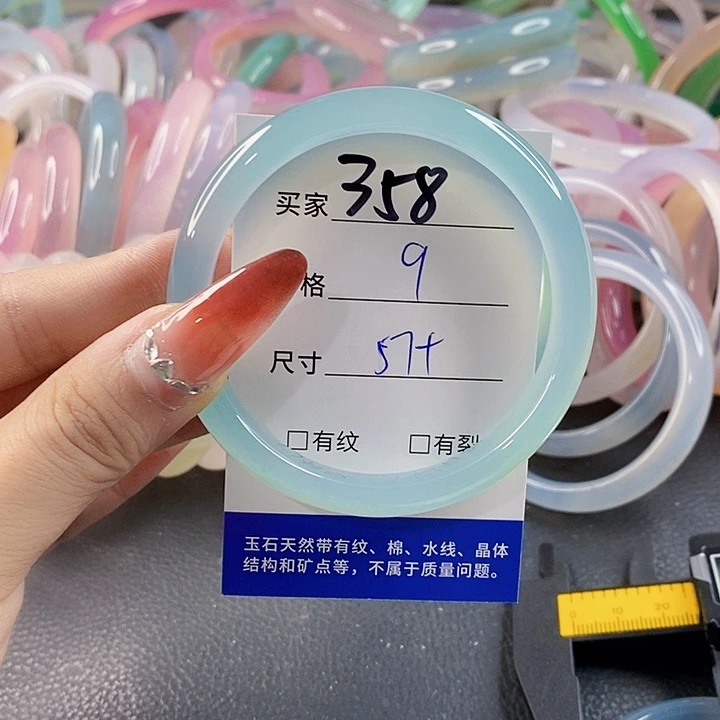 买家 358
格 9
尺寸 57+
□有纹 □有裂
玉石天然带有纹、棉、水线、晶体
结构和矿点等，不属于质量问题。
0 10 20